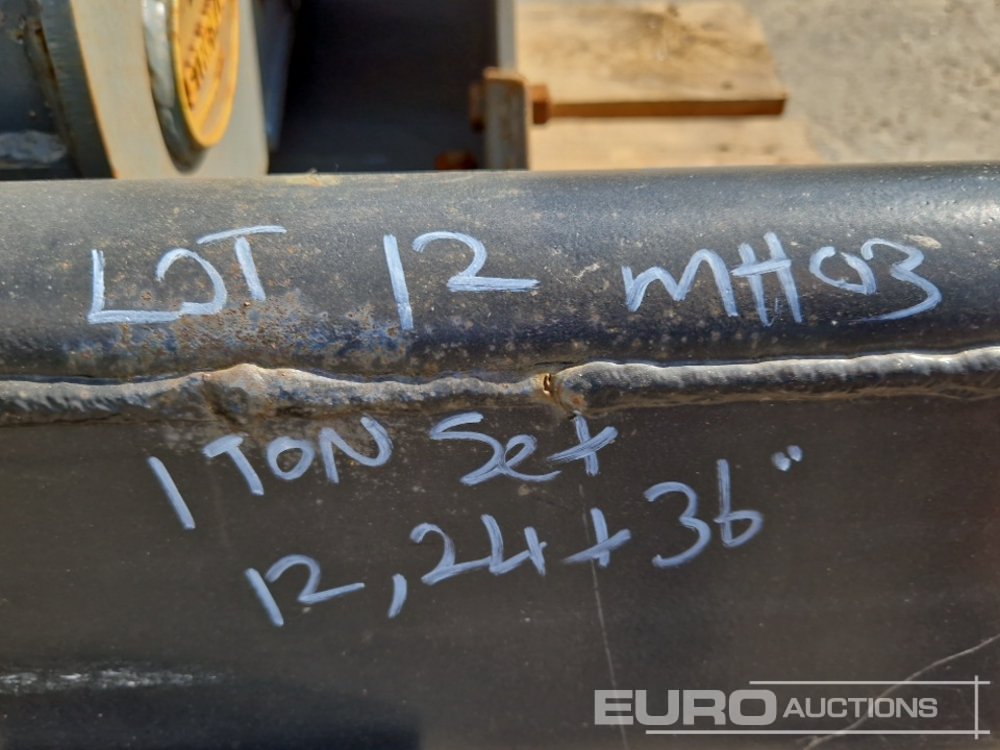 LOT 12 MH03
1 TON Set
12, 24 + 36"
EURO AUCTIONS